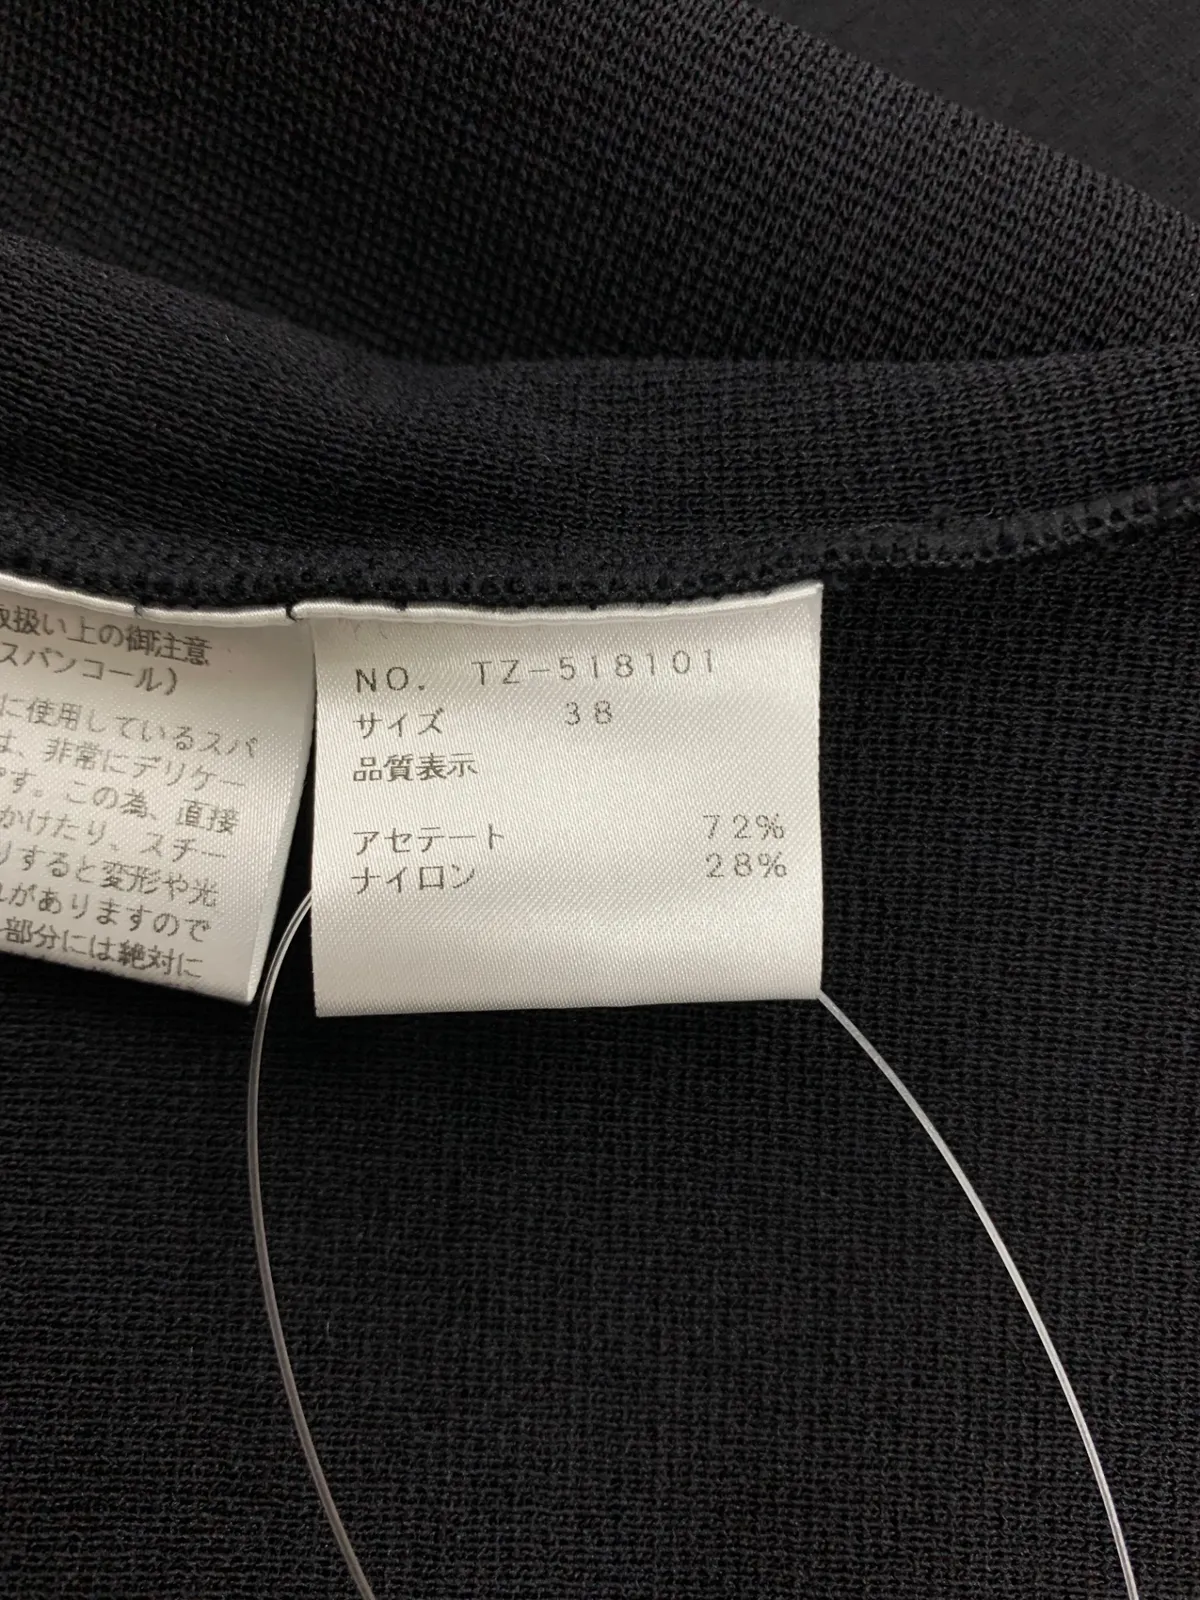 取扱い上の御注意
スパンコール)
に使用しているスパ
は、非常にデリケー
です。この為、直接
かけたり、スチー
りすると変形や光
れがありますので
部分には絶対に
NO. TZ-518101
サイズ 38
品質表示
アセテート 72%
ナイロン 28%